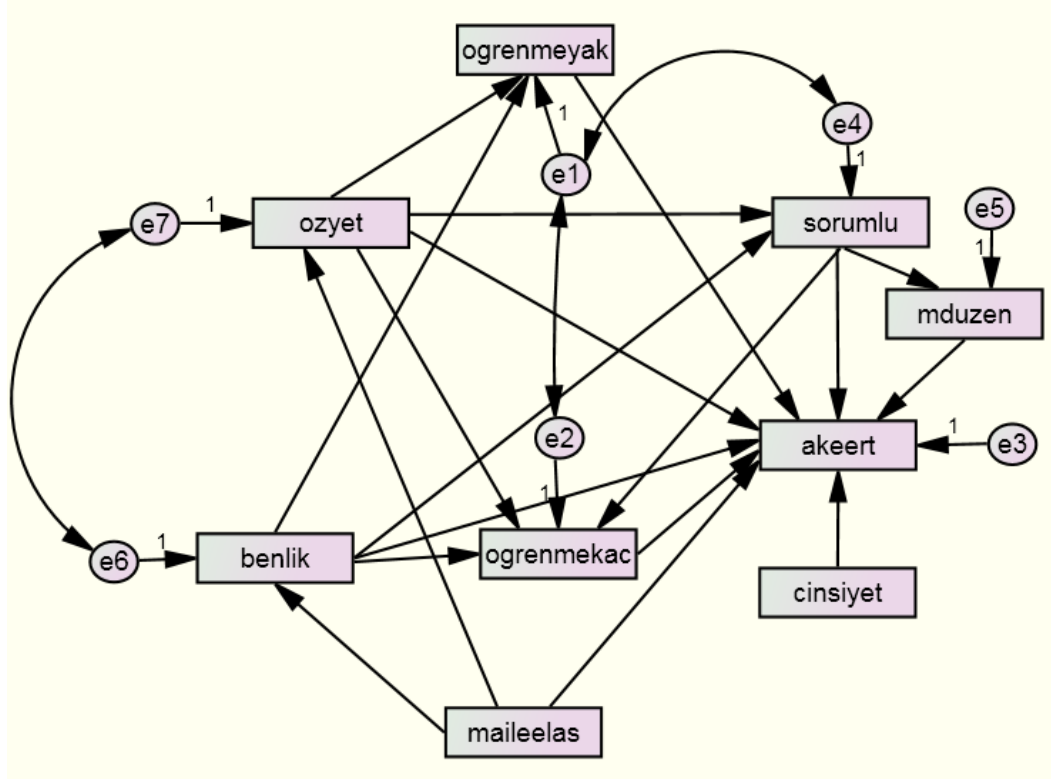 ogrenmeyak
1
e4
e1
1
e7
1
ozyet
sorumlu
e5
1
mduzen
e2
akeert
1
e3
1
e6
1
benlik
ogrenmekac
cinsiyet
maileelas